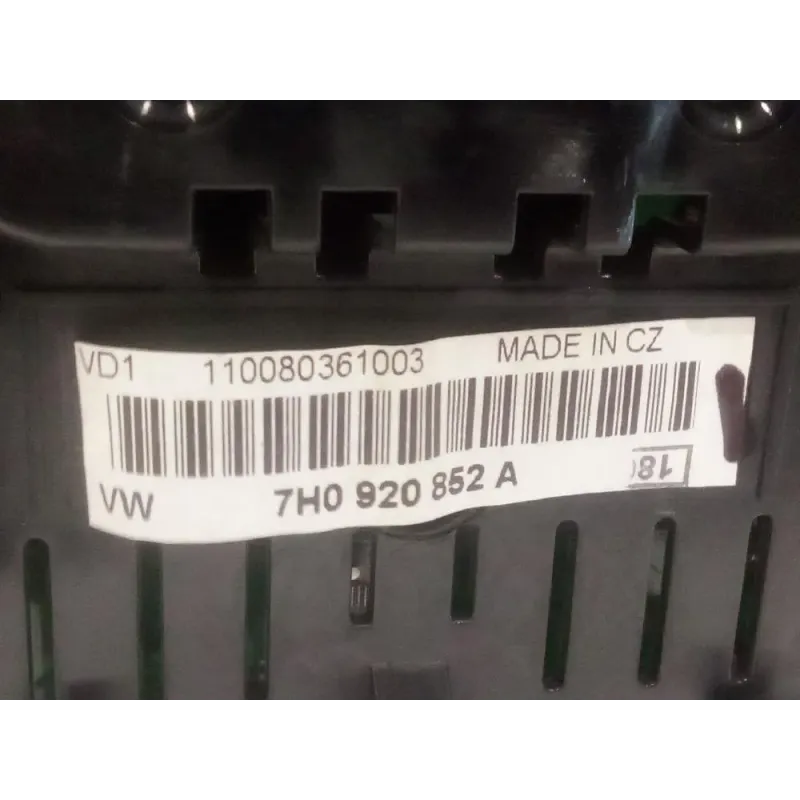 VD1 110080361003 MADE IN CZ
VW 7H0 920 852 A